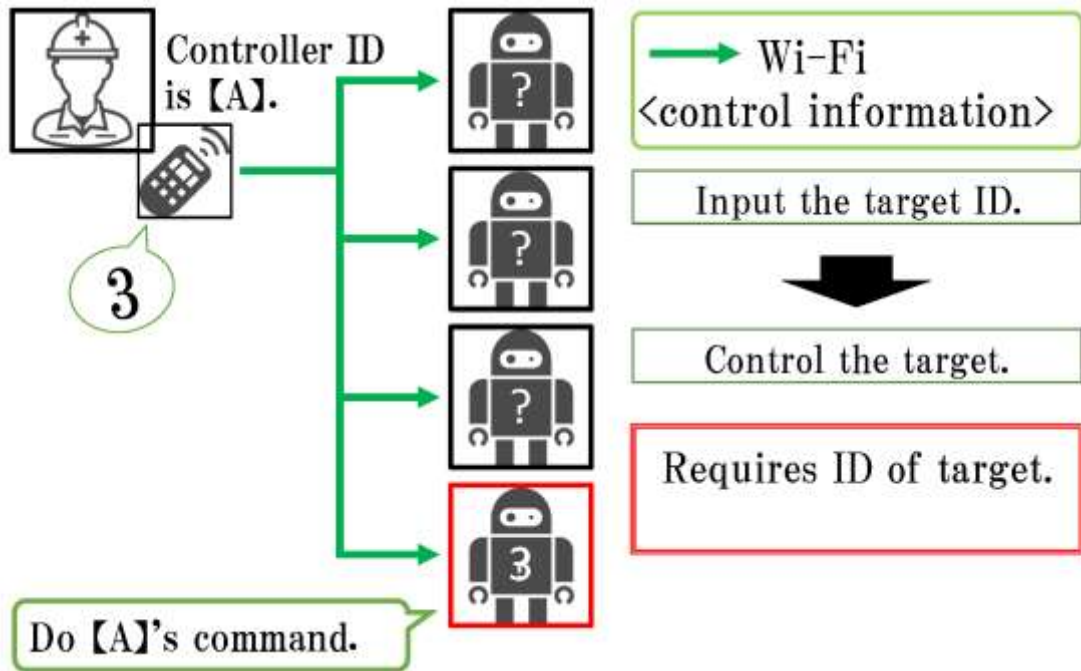 Controller ID
is【A】.
3
?
?
?
3
Do【A】's command.
Wi-Fi
<control information>
Input the target ID.
Control the target.
Requires ID of target.